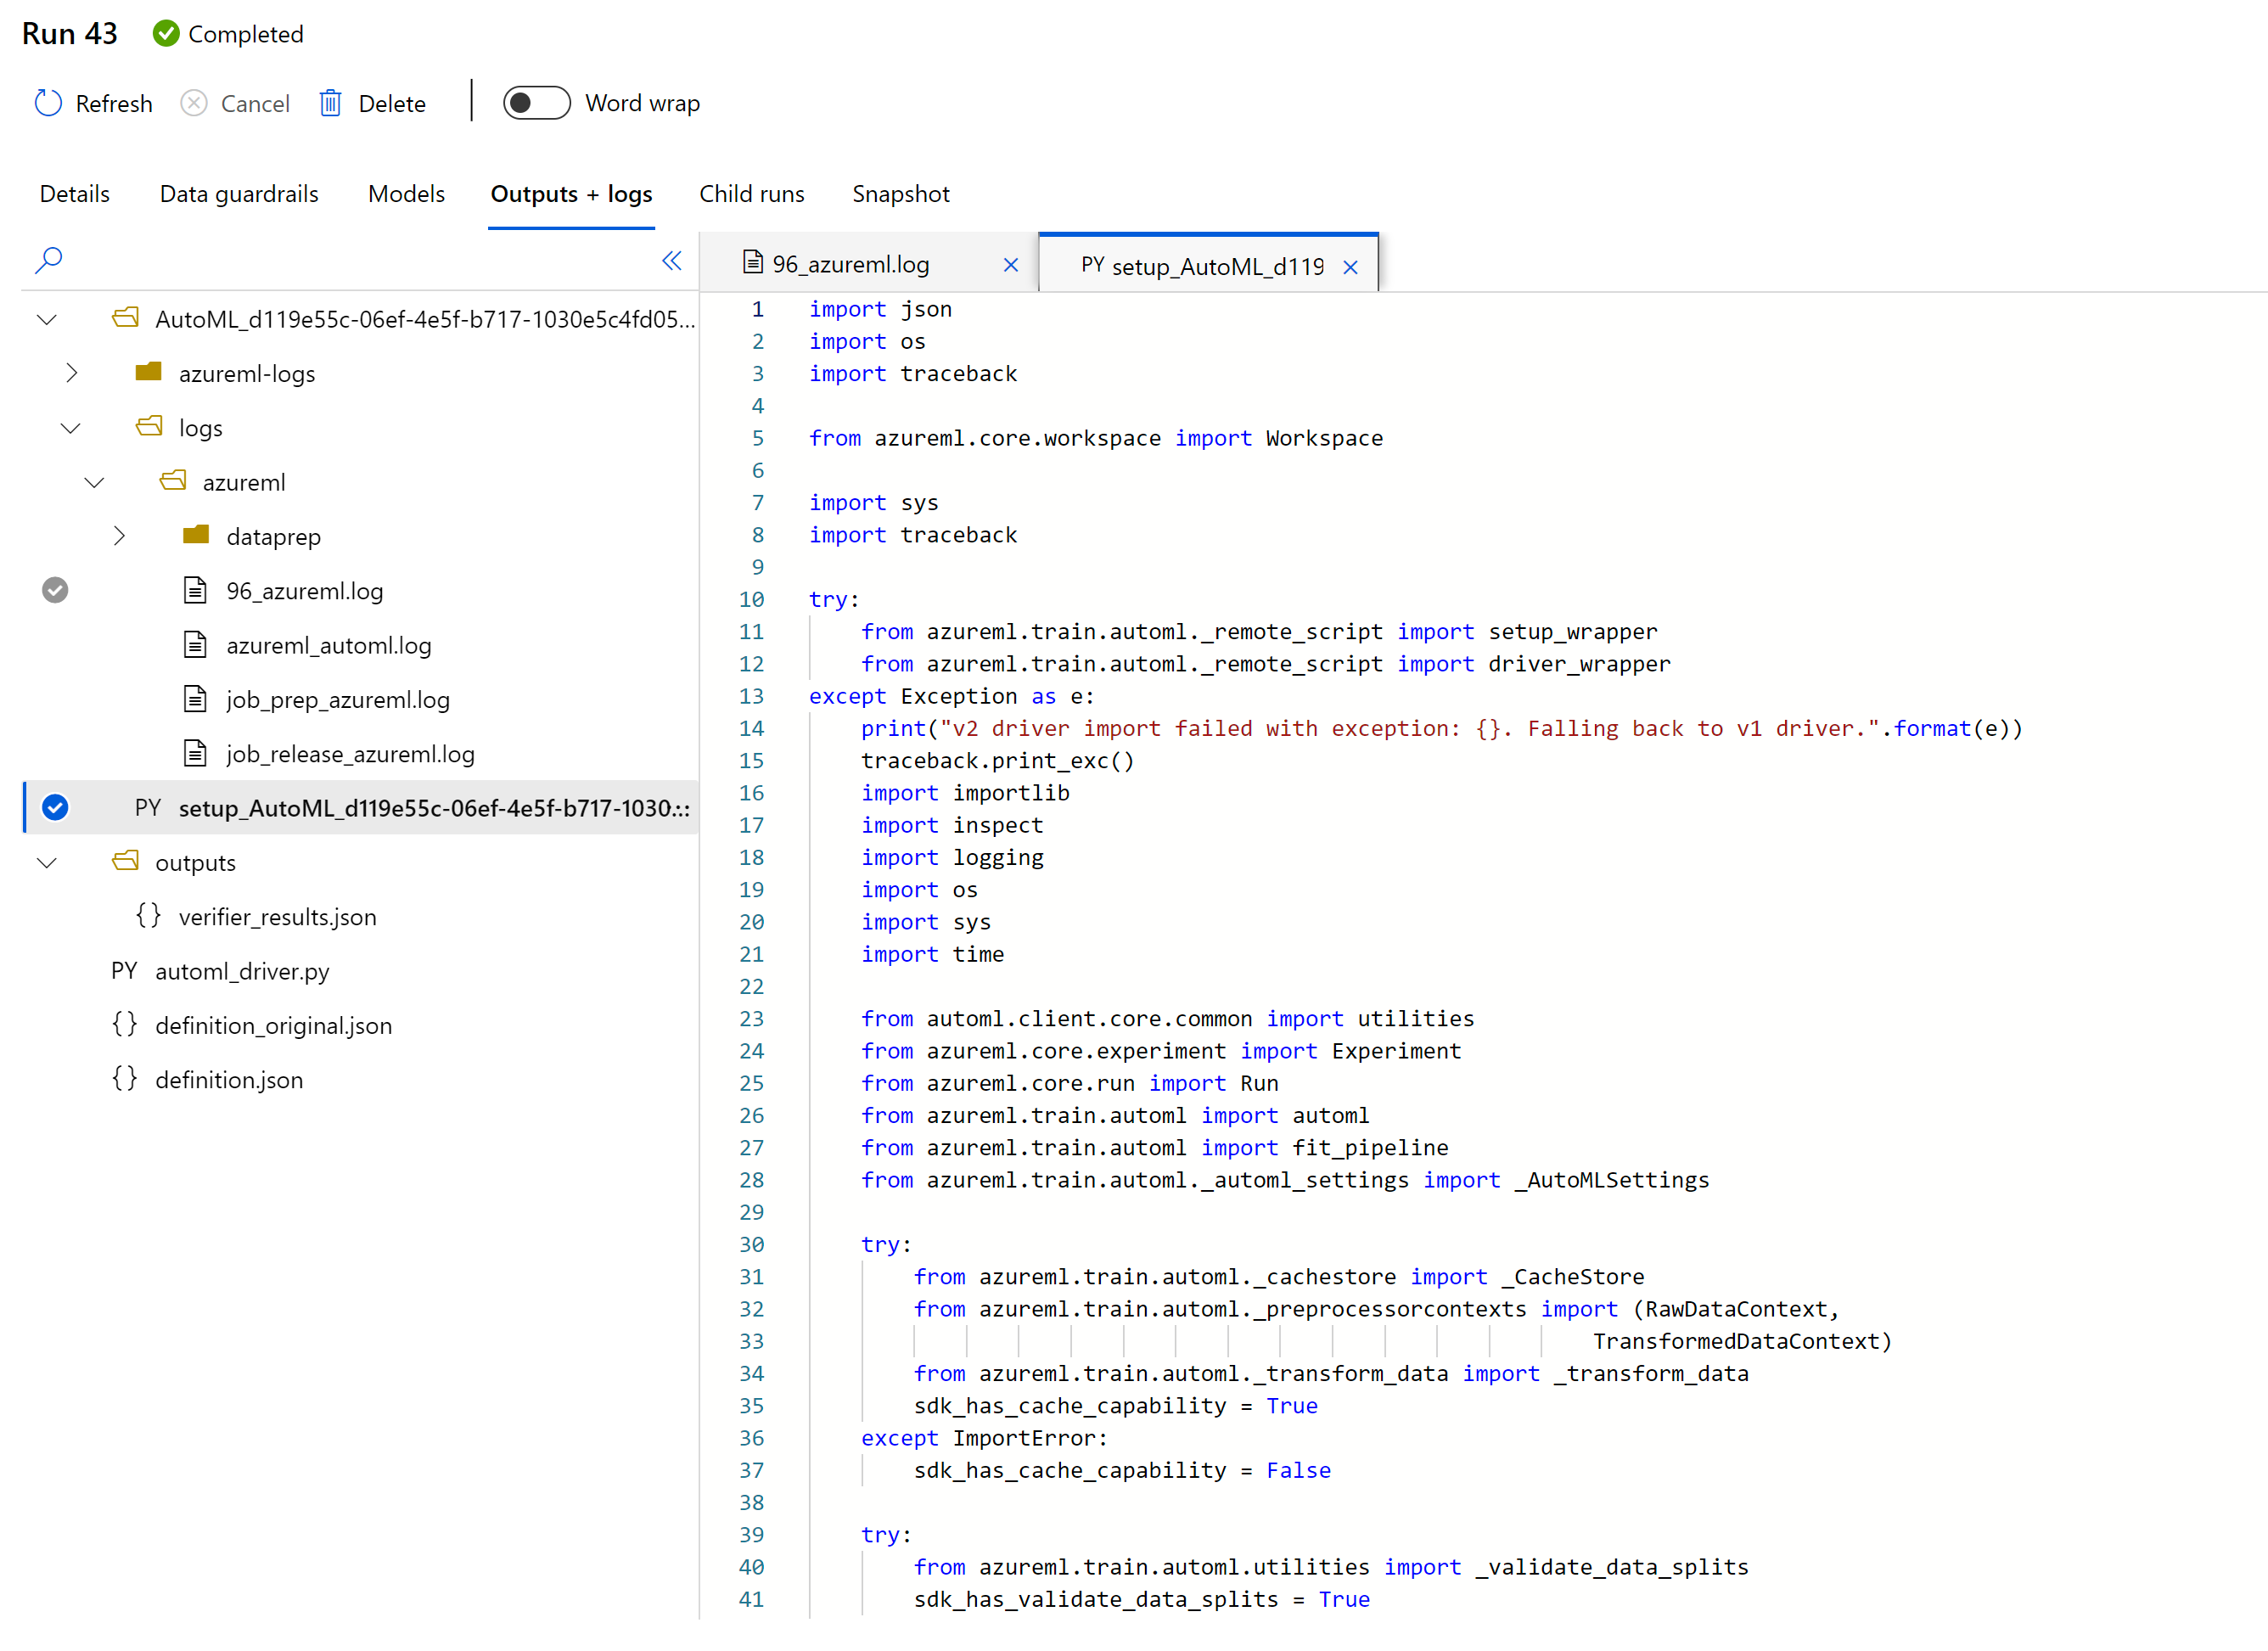 Run 43 Completed
Refresh Cancel Delete Word wrap
Details Data guardrails Models Outputs + logs Child runs Snapshot
AutoML_d119e55c-06ef-4e5f-b717-1030e5c4fd05...
azureml-logs
logs
azureml
dataprep
96_azureml.log
azureml_automl.log
job_prep_azureml.log
job_release_azureml.log
PY setup_AutoML_d119e55c-06ef-4e5f-b717-1030...
outputs
{} verifier_results.json
PY automl_driver.py
{} definition_original.json
{} definition.json
96_azureml.log PY setup_AutoML_d119
1 import json
2 import os
3 import traceback
4
5 from azureml.core.workspace import Workspace
6
7 import sys
8 import traceback
9
10 try:
11     from azureml.train.automl._remote_script import setup_wrapper
12     from azureml.train.automl._remote_script import driver_wrapper
13 except Exception as e:
14     print("v2 driver import failed with exception: {}. Falling back to v1 driver.".format(e))
15     traceback.print_exc()
16     import importlib
17     import inspect
18     import logging
19     import os
20     import sys
21     import time
22
23     from automl.client.core.common import utilities
24     from azureml.core.experiment import Experiment
25     from azureml.core.run import Run
26     from azureml.train.automl import automl
27     from azureml.train.automl import fit_pipeline
28     from azureml.train.automl._automl_settings import _AutoMLSettings
29
30     try:
31         from azureml.train.automl._cachestore import _CacheStore
32         from azureml.train.automl._preprocessorcontexts import (RawDataContext,
33                                                             TransformedDataContext)
34         from azureml.train.automl._transform_data import _transform_data
35         sdk_has_cache_capability = True
36     except ImportError:
37         sdk_has_cache_capability = False
38
39     try:
40         from azureml.train.automl.utilities import _validate_data_splits
41         sdk_has_validate_data_splits = True